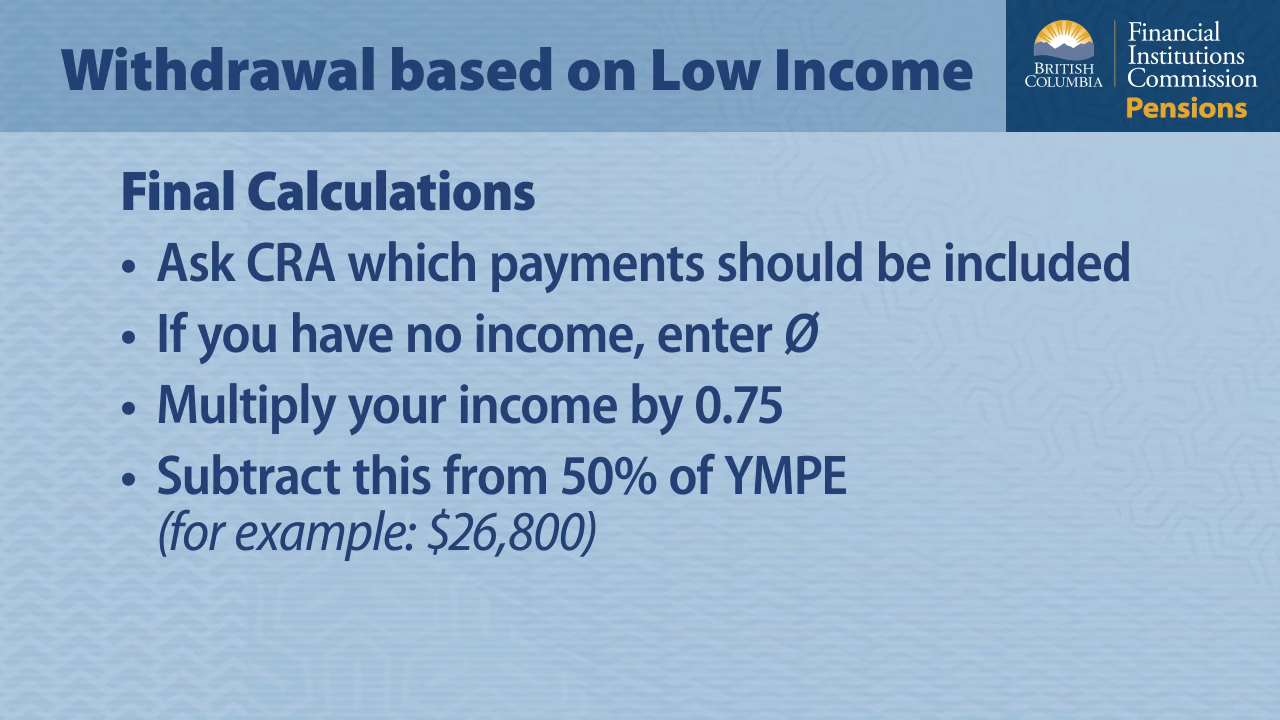 Withdrawal based on Low Income
BRITISH
COLUMBIA
Financial
Institutions
Commission
Pensions
Final Calculations
• Ask CRA which payments should be included
• If you have no income, enter Ø
• Multiply your income by 0.75
• Subtract this from 50% of YMPE
(for example: $26,800)